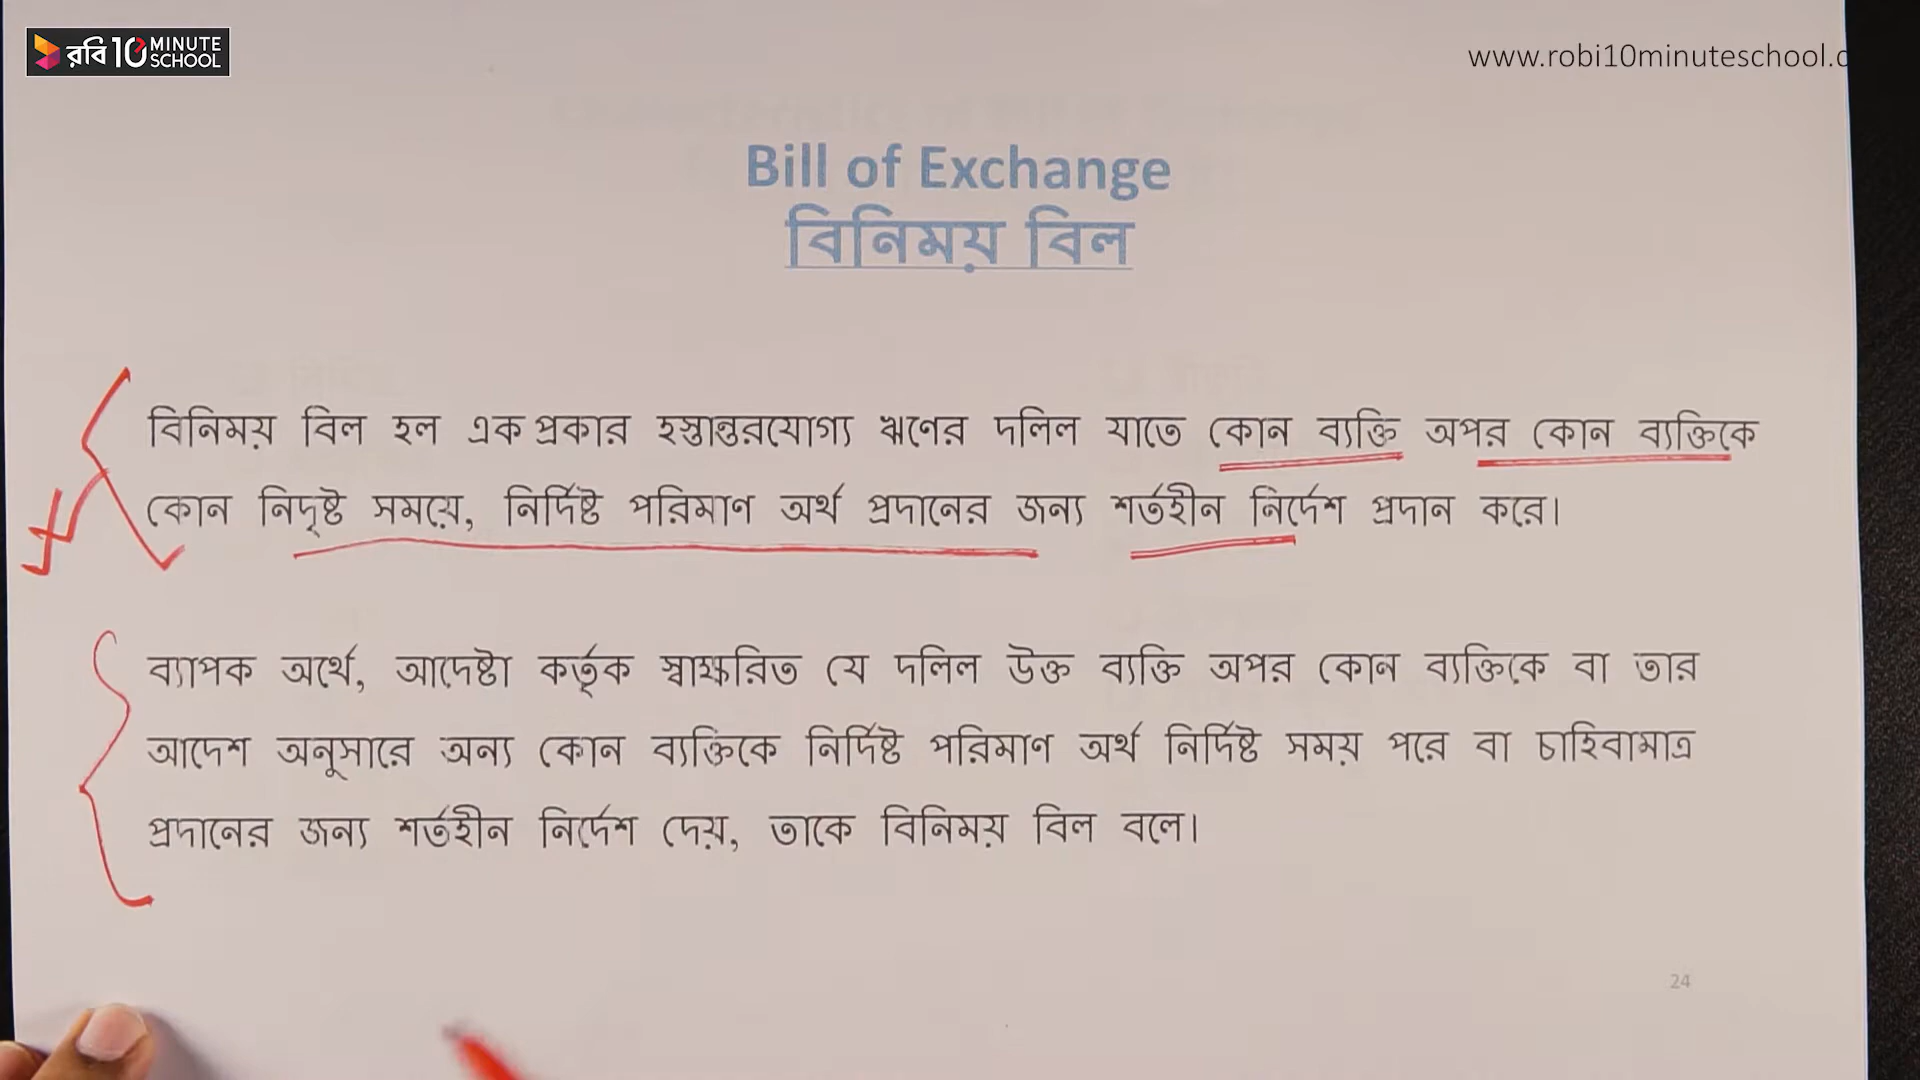 রবি 10 MINUTE SCHOOL
www.robi10minuteschool.c
Bill of Exchange
বিনিময় বিল
বিনিময় বিল হল এক প্রকার হস্তান্তরযোগ্য ঋণের দলিল যাতে কোন ব্যক্তি অপর কোন ব্যক্তিকে
কোন নিদৃষ্ট সময়ে, নির্দিষ্ট পরিমাণ অর্থ প্রদানের জন্য শর্তহীন নির্দেশ প্রদান করে।
ব্যাপক অর্থে, আদেষ্টা কর্তৃক স্বাক্ষরিত যে দলিল উক্ত ব্যক্তি অপর কোন ব্যক্তিকে বা তার
আদেশ অনুসারে অন্য কোন ব্যক্তিকে নির্দিষ্ট পরিমাণ অর্থ নির্দিষ্ট সময় পরে বা চাহিবামাত্র
প্রদানের জন্য শর্তহীন নির্দেশ দেয়, তাকে বিনিময় বিল বলে।
24